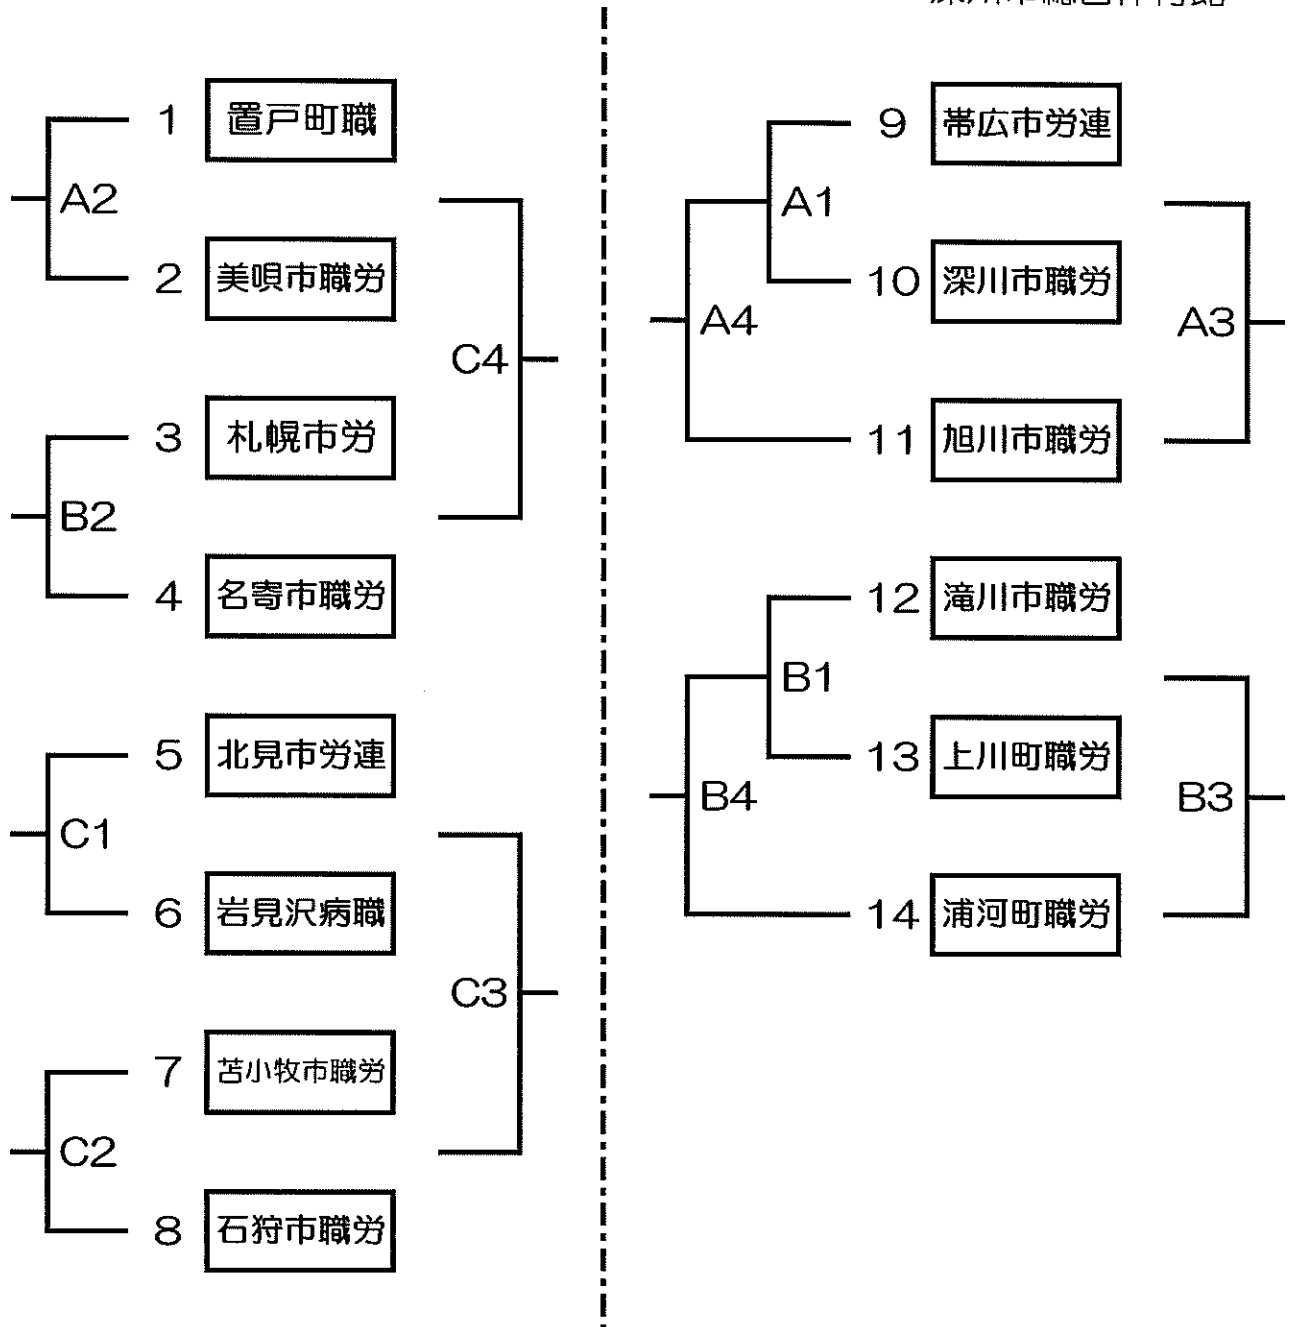 1 置戸町職
A2
2 美唄市職労
C4
3 札幌市労
B2
4 名寄市職労
5 北見市労連
C1
6 岩見沢病職
C3
7 苫小牧市職労
C2
8 石狩市職労
9 帯広市労連
A1
10 深川市職労
A4
A3
11 旭川市職労
12 滝川市職労
B1
13 上川町職労
B4
B3
14 浦河町職労